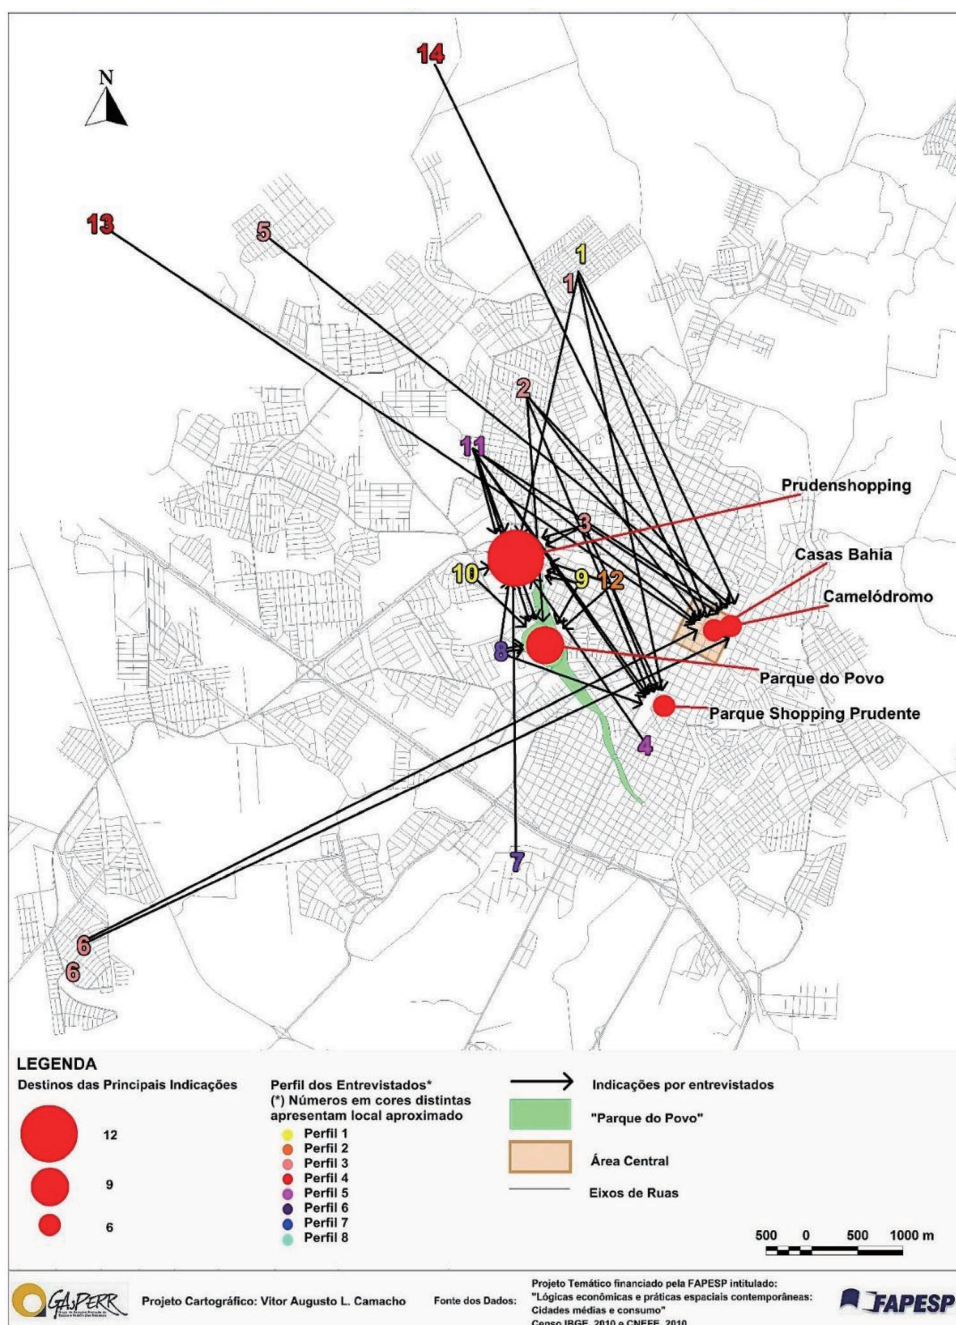 14
N
13
5
1
1
2
11
Prudenshopping
3
Casas Bahia
10
9
12
Camelódromo
8
Parque do Povo
Parque Shopping Prudente
4
7
6
6
LEGENDA
Destinos das Principais Indicações
12
9
6
Perfil dos Entrevistados*
(*) Números em cores distintas
apresentam local aproximado
Perfil 1
Perfil 2
Perfil 3
Perfil 4
Perfil 5
Perfil 6
Perfil 7
Perfil 8
Indicações por entrevistados
"Parque do Povo"
Área Central
Eixos de Ruas
500 0 500 1000 m
GAsPERR
Projeto Cartográfico: Vitor Augusto L. Camacho
Fonte dos Dados:
Projeto Temático financiado pela FAPESP intitulado:
"Lógicas econômicas e práticas espaciais contemporâneas:
Cidades médias e consumo"
Censo IBGE, 2010 e CNEFE, 2010
FAPESP